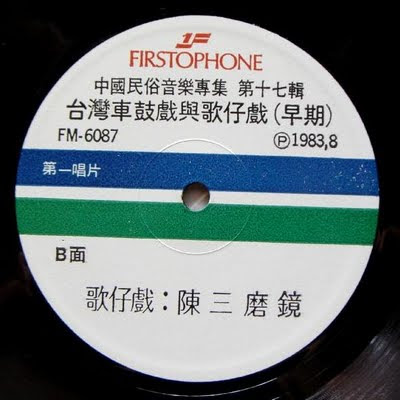 FIRSTOPHONE
中國民俗音樂專集 第十七輯
台灣車鼓戲與歌仔戲(早期)
FM-6087 ℗1983,8
第一唱片
B面
歌仔戲：陳三磨鏡